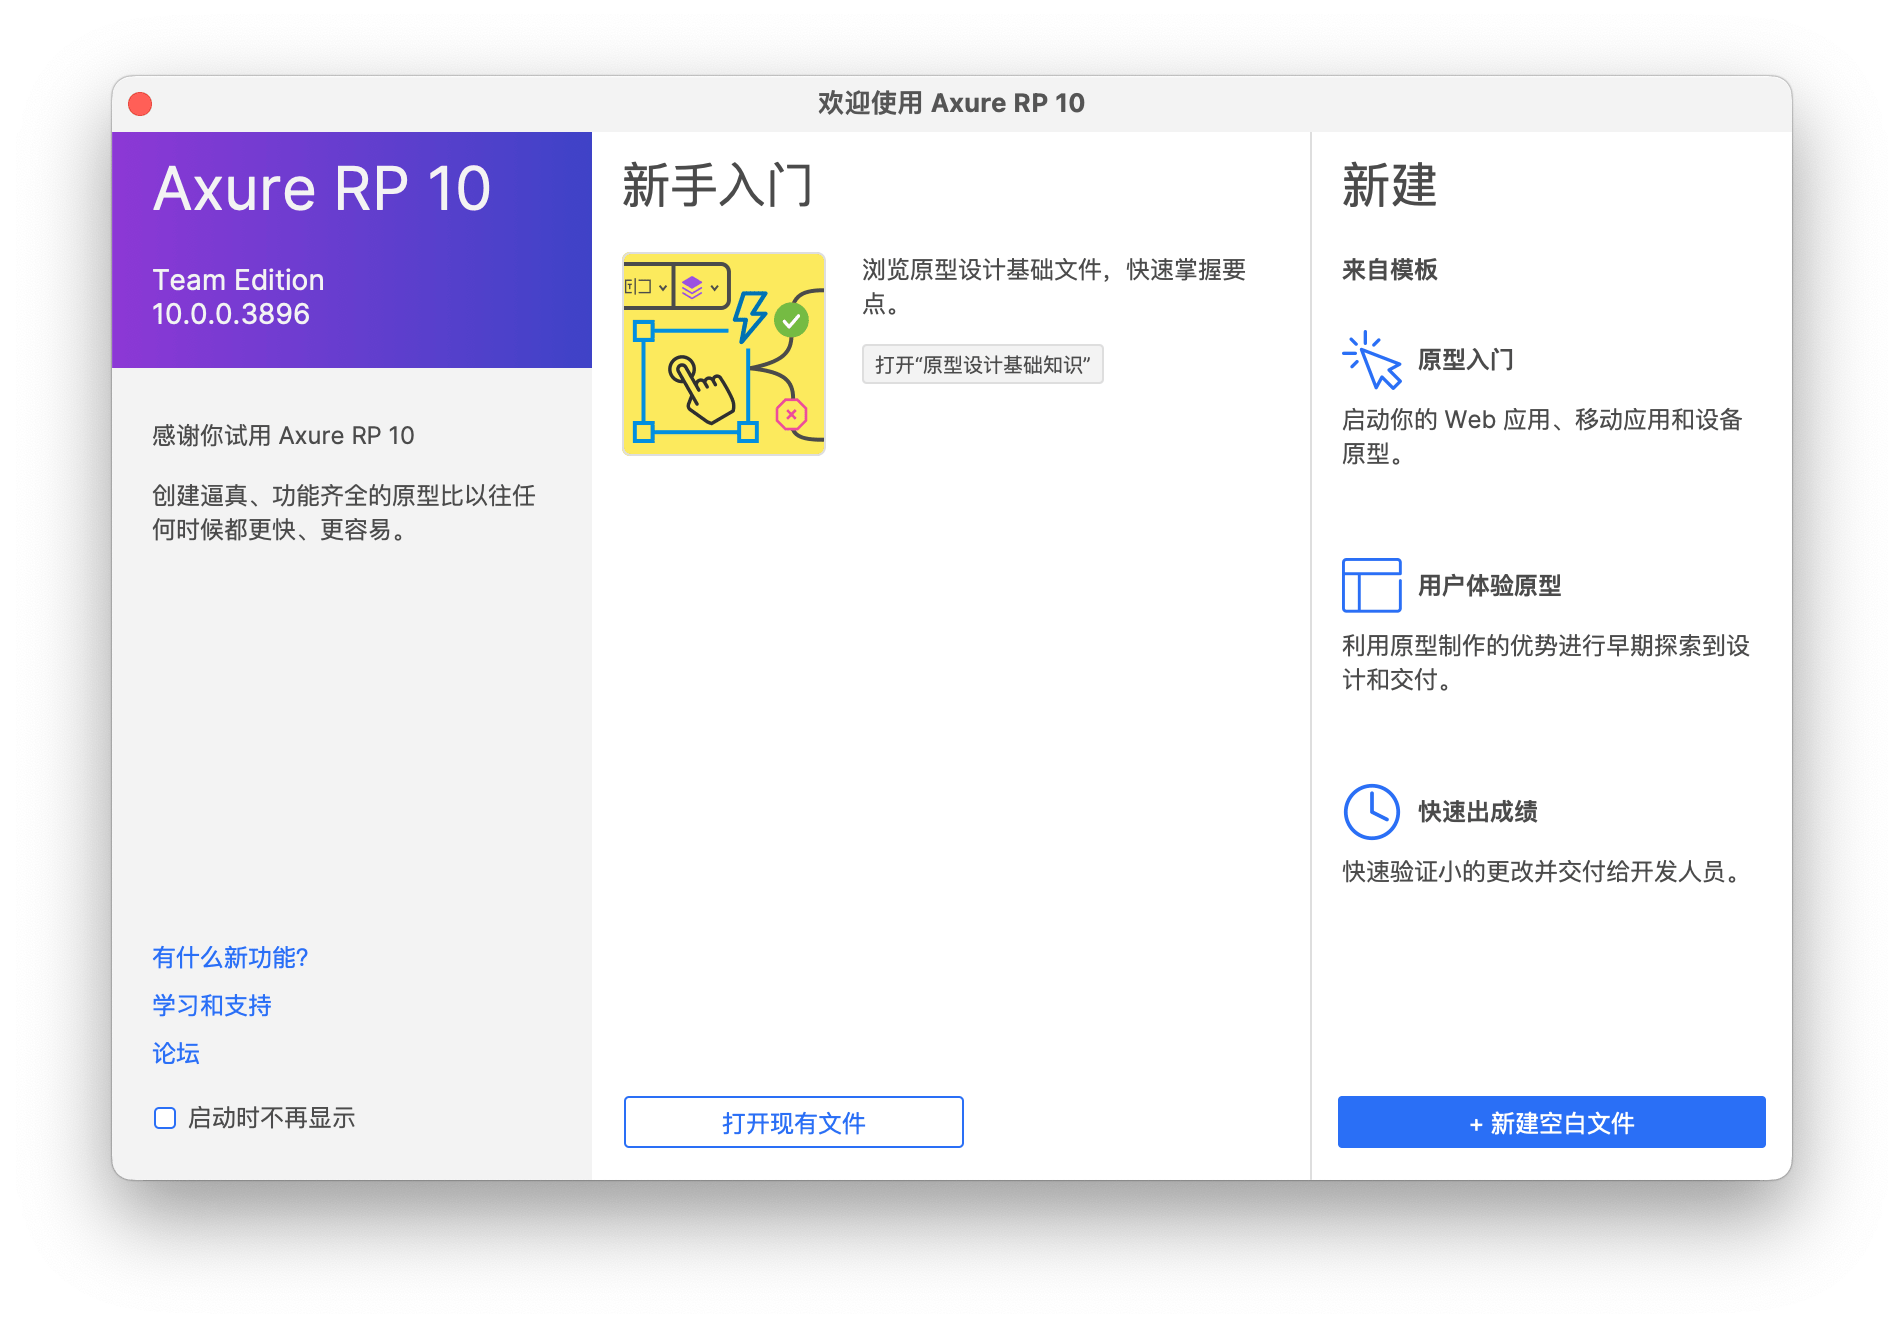 欢迎使用 Axure RP 10
Axure RP 10
Team Edition
10.0.0.3896
感谢你试用 Axure RP 10
创建逼真、功能齐全的原型比以往任
何时候都更快、更容易。
有什么新功能?
学习和支持
论坛
启动时不再显示
新手入门
浏览原型设计基础文件，快速掌握要
点。
打开“原型设计基础知识”
打开现有文件
新建
来自模板
原型入门
启动你的 Web 应用、移动应用和设备
原型。
用户体验原型
利用原型制作的优势进行早期探索到设
计和交付。
快速出成绩
快速验证小的更改并交付给开发人员。
+ 新建空白文件